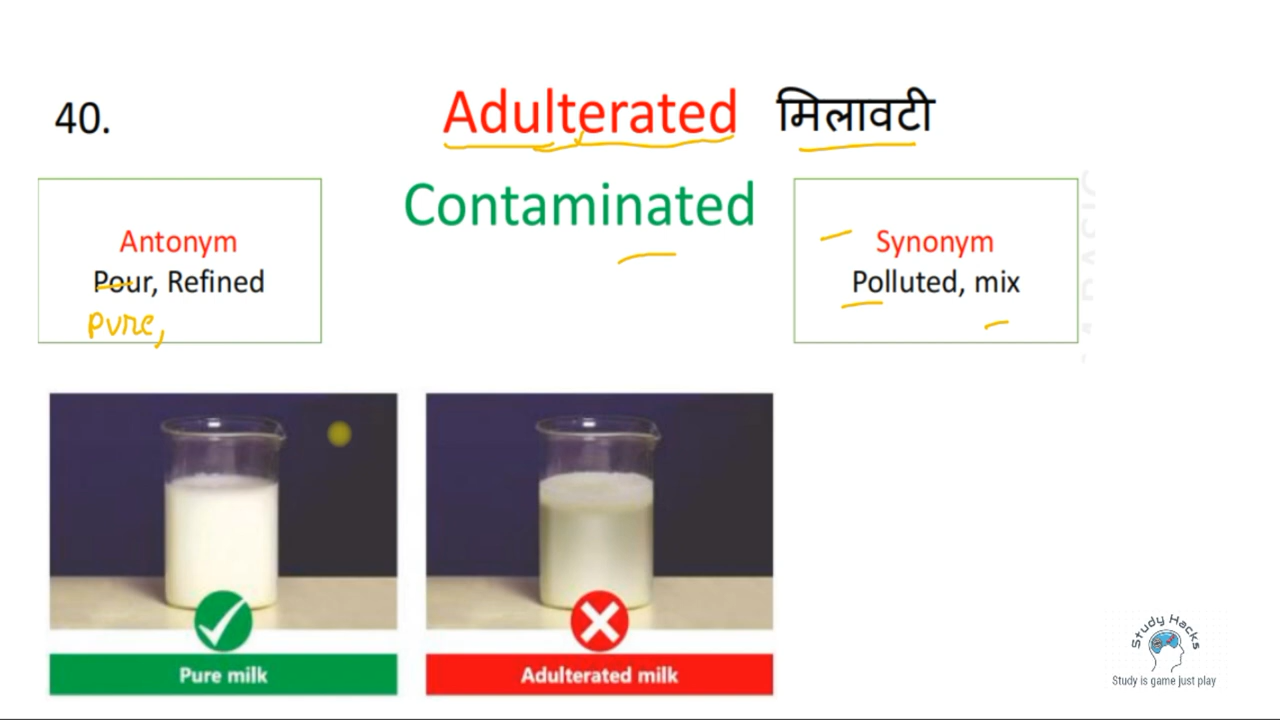 40.
Adulterated मिलावटी
Contaminated
Antonym
Pour, Refined
Pure,
Synonym
Polluted, mix
Pure milk
Adulterated milk
Study Hacks
Study is game just play